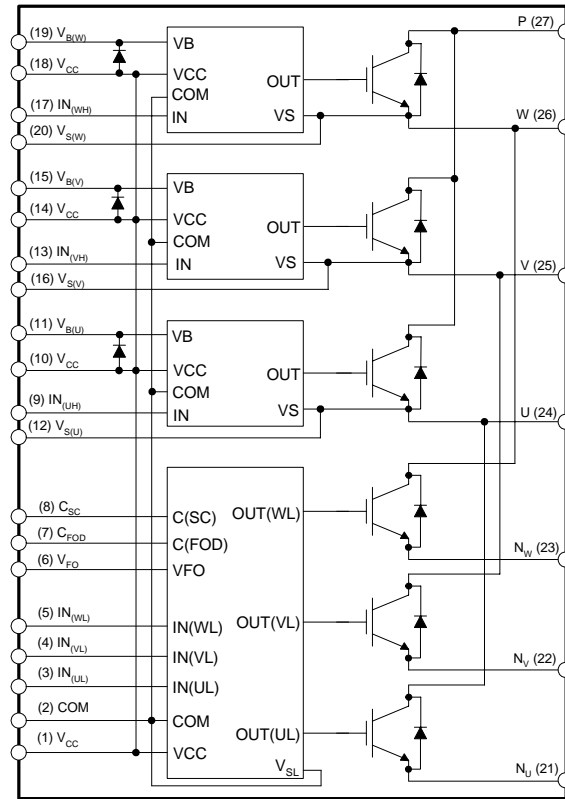 (19) VB(W)
VB
P (27)
(18) VCC
VCC
OUT
COM
(17) IN(WH)
IN
VS
W (26)
(20) VS(W)
(15) VB(V)
VB
(14) VCC
VCC
OUT
COM
(13) IN(VH)
IN
VS
V (25)
(16) VS(V)
(11) VB(U)
VB
(10) VCC
VCC
OUT
COM
(9) IN(UH)
IN
VS
U (24)
(12) VS(U)
(8) CSC
C(SC)
OUT(WL)
(7) CFOD
C(FOD)
NW (23)
(6) VFO
VFO
(5) IN(WL)
IN(WL)
OUT(VL)
(4) IN(VL)
IN(VL)
NV (22)
(3) IN(UL)
IN(UL)
(2) COM
COM
OUT(UL)
(1) VCC
VCC
VSL
NU (21)